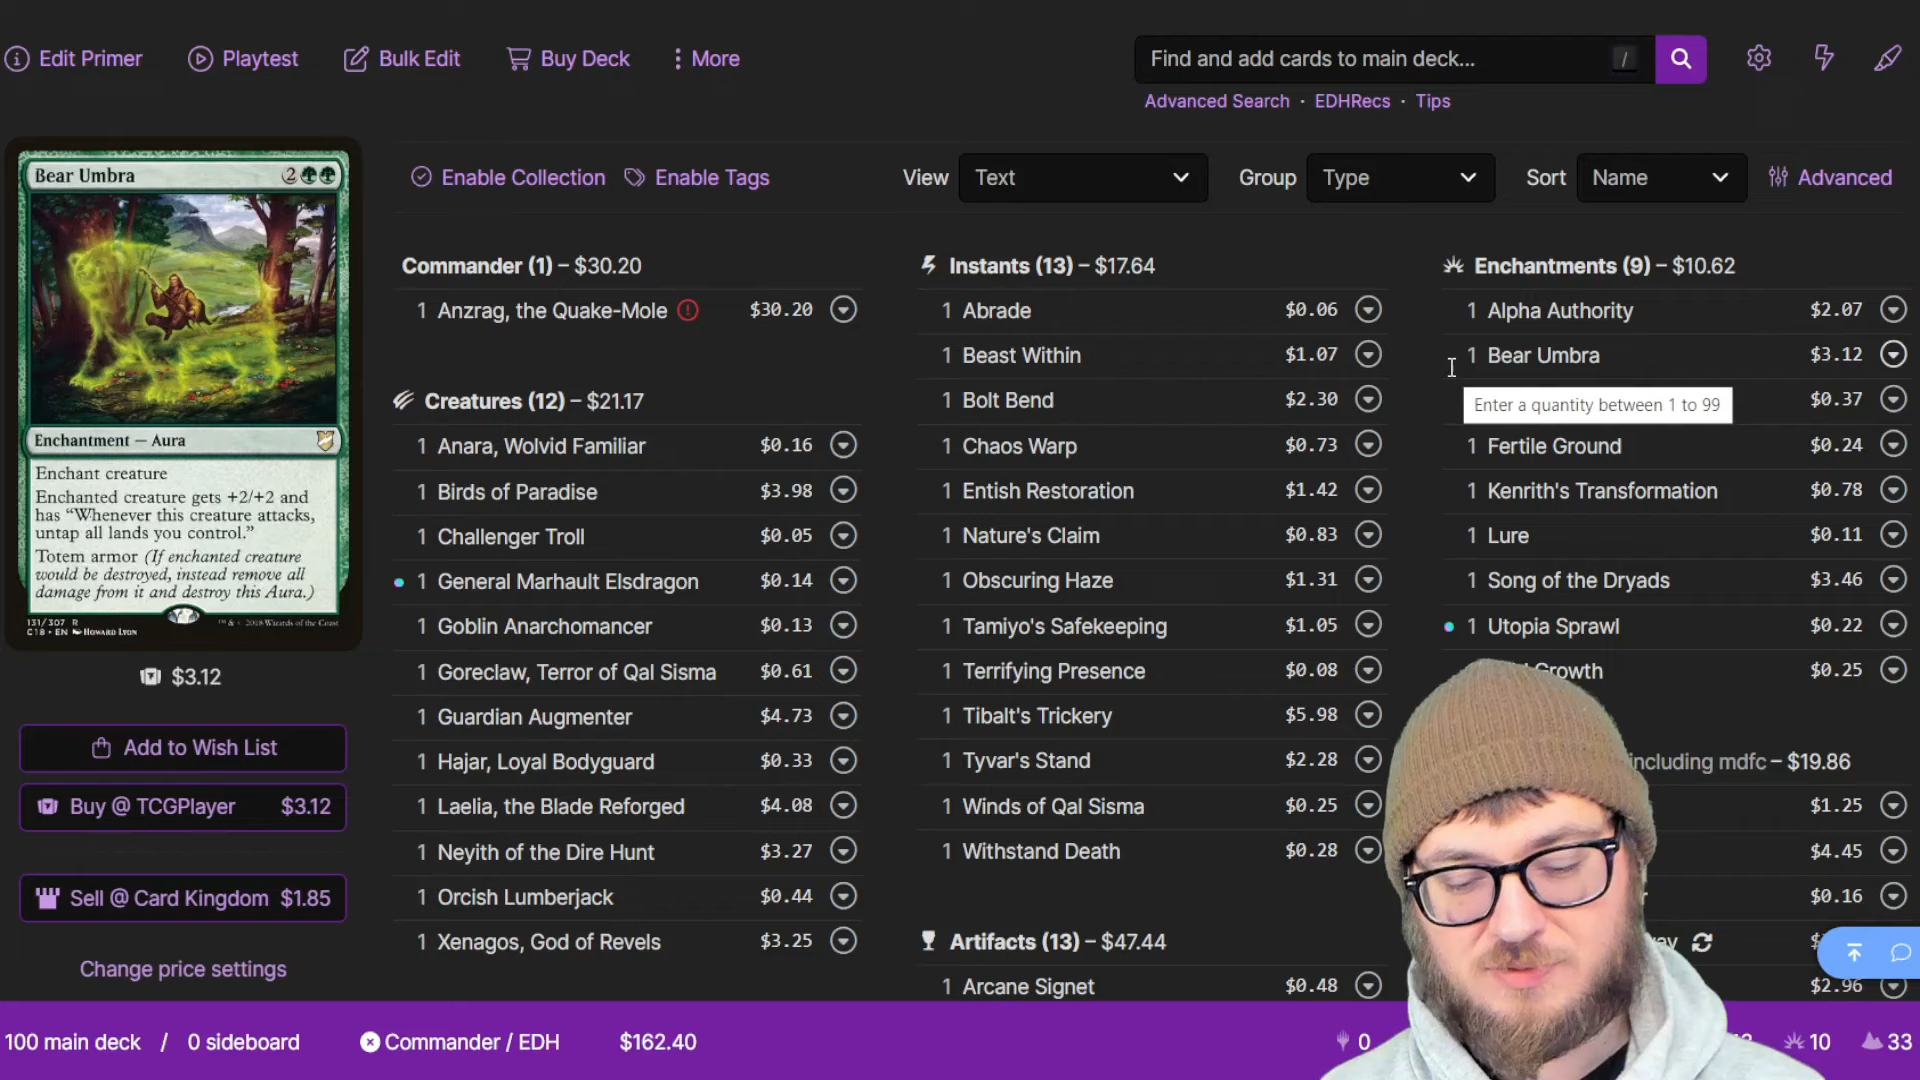 Edit Primer
Playtest
Bulk Edit
Buy Deck
More
Find and add cards to main deck...
/
Advanced Search · EDHRecs · Tips
Bear Umbra 2
Enchantment — Aura
Enchant creature
Enchanted creature gets +2/+2 and
has “Whenever this creature attacks,
untap all lands you control.”
Totem armor (If enchanted creature
would be destroyed, instead remove all
damage from it and destroy this Aura.)
131/307 R
C18 • EN Howard Lyon
™ & © 2018 Wizards of the Coast
$3.12
Add to Wish List
Buy @ TCGPlayer $3.12
Sell @ Card Kingdom $1.85
Change price settings
Enable Collection
Enable Tags
View Text
Group Type
Sort Name
Advanced
Commander (1) – $30.20
1 Anzrag, the Quake-Mole $30.20
Creatures (12) – $21.17
1 Anara, Wolvid Familiar $0.16
1 Birds of Paradise $3.98
1 Challenger Troll $0.05
1 General Marhault Elsdragon $0.14
1 Goblin Anarchomancer $0.13
1 Goreclaw, Terror of Qal Sisma $0.61
1 Guardian Augmenter $4.73
1 Hajar, Loyal Bodyguard $0.33
1 Laelia, the Blade Reforged $4.08
1 Neyith of the Dire Hunt $3.27
1 Orcish Lumberjack $0.44
1 Xenagos, God of Revels $3.25
Instants (13) – $17.64
1 Abrade $0.06
1 Beast Within $1.07
1 Bolt Bend $2.30
1 Chaos Warp $0.73
1 Entish Restoration $1.42
1 Nature's Claim $0.83
1 Obscuring Haze $1.31
1 Tamiyo's Safekeeping $1.05
1 Terrifying Presence $0.08
1 Tibalt's Trickery $5.98
1 Tyvar's Stand $2.28
1 Winds of Qal Sisma $0.25
1 Withstand Death $0.28
Artifacts (13) – $47.44
1 Arcane Signet $0.48
Enchantments (9) – $10.62
1 Alpha Authority $2.07
1 Bear Umbra $3.12
Enter a quantity between 1 to 99
$0.37
1 Fertile Ground $0.24
1 Kenrith's Transformation $0.78
1 Lure $0.11
1 Song of the Dryads $3.46
1 Utopia Sprawl $0.22
Growth $0.25
including mdfc – $19.86
$1.25
$4.45
$0.16
$2.96
100 main deck / 0 sideboard
Commander / EDH
$162.40
0
10
33